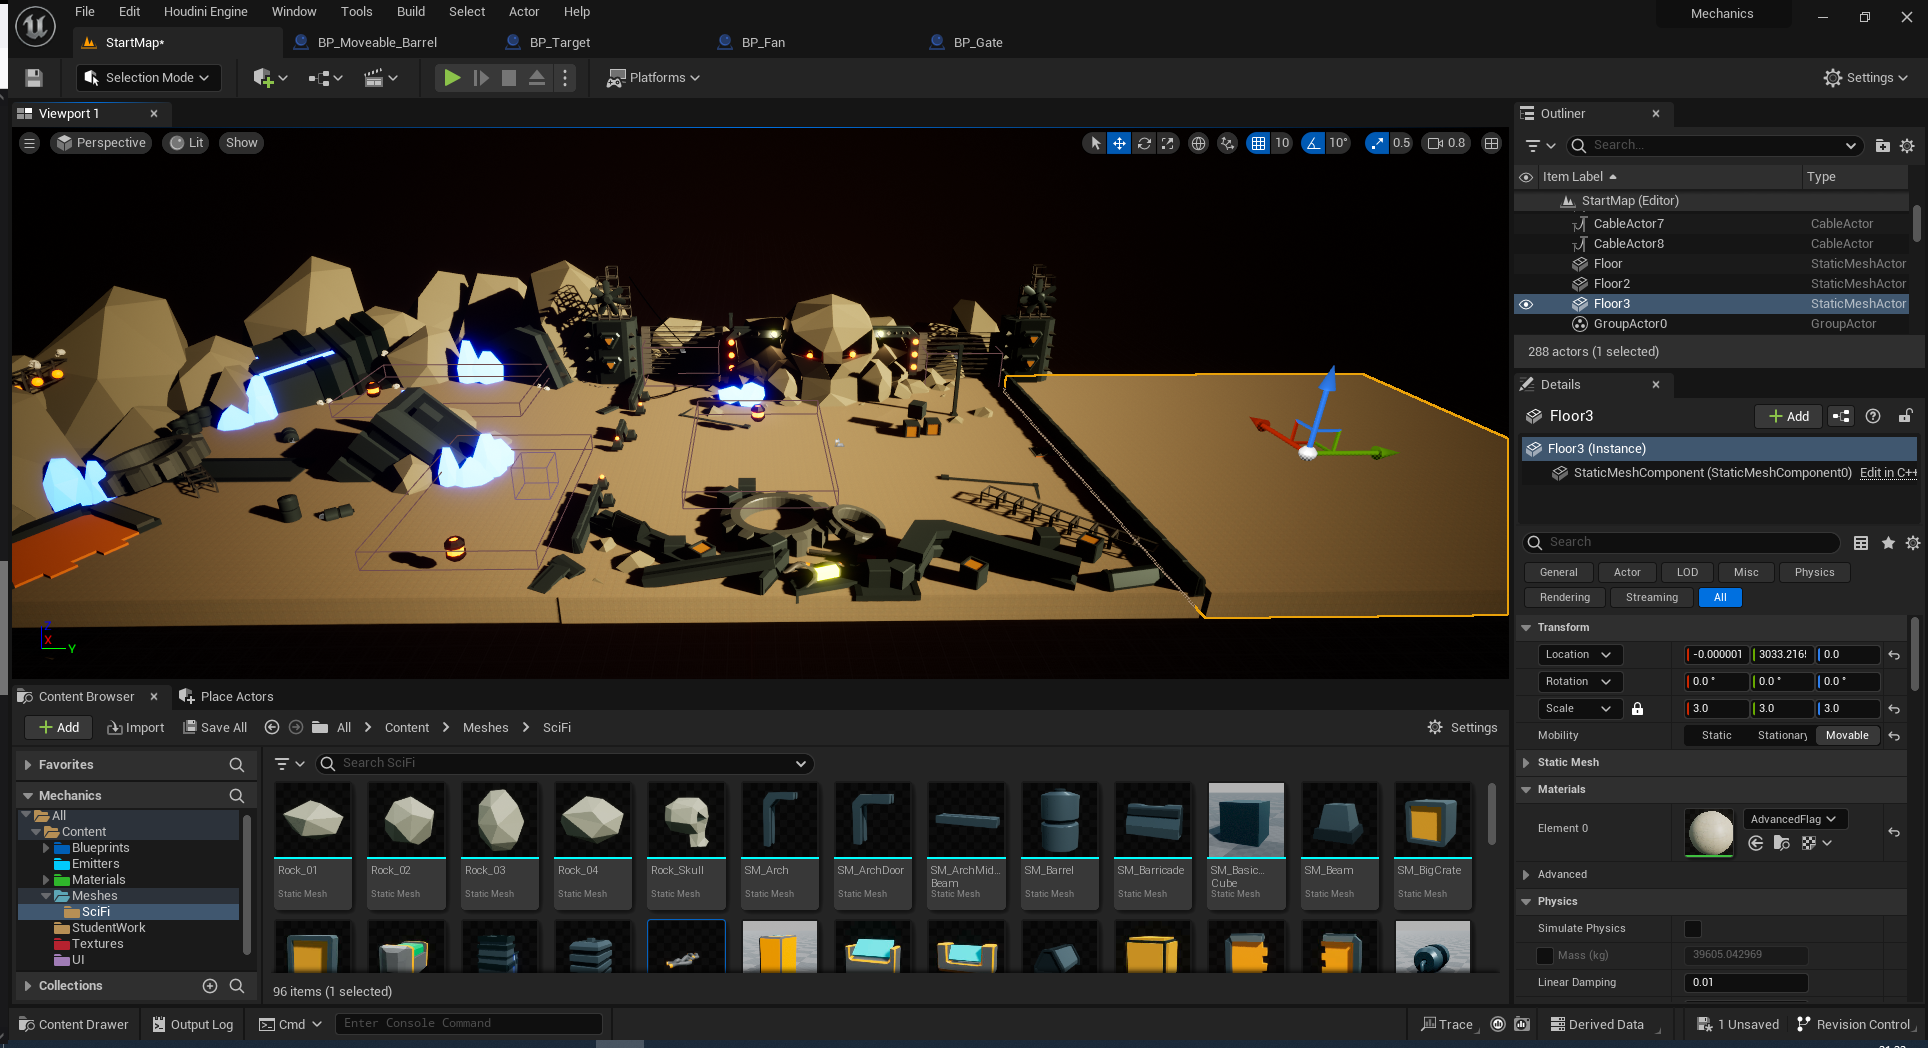 File Edit Houdini Engine Window Tools Build Select Actor Help
Mechanics
StartMap* BP_Moveable_Barrel BP_Target BP_Fan BP_Gate
Selection Mode Platforms Settings
Viewport 1
Perspective Lit Show 10 10° 0.5 0.8
Z
X
Y
Outliner
Search...
Item Label Type
StartMap (Editor)
CableActor7 CableActor
CableActor8 CableActor
Floor StaticMeshActor
Floor2 StaticMeshActor
Floor3 StaticMeshActor
GroupActor0 GroupActor
288 actors (1 selected)
Details
Floor3 Add
Floor3 (Instance)
StaticMeshComponent (StaticMeshComponent0) Edit in C++
Search
General Actor LOD Misc Physics
Rendering Streaming All
Transform
Location -0.000001 3033.216 0.0
Rotation 0.0 ° 0.0 ° 0.0 °
Scale 3.0 3.0 3.0
Mobility Static Stationary Movable
Static Mesh
Materials
Element 0 AdvancedFlag
Advanced
Physics
Simulate Physics
Mass (kg) 39605.042969
Linear Damping 0.01
Content Browser Place Actors
Add Import Save All All Content Meshes SciFi Settings
Favorites
Mechanics
All
Content
Blueprints
Emitters
Materials
Meshes
SciFi
StudentWork
Textures
UI
Collections
Search SciFi
Rock_01 Rock_02 Rock_03 Rock_04 Rock_Skull SM_Arch SM_ArchDoor SM_ArchMid... SM_Barrel SM_Barricade SM_Basic... SM_Beam SM_BigCrate
Beam Cube
Static Mesh Static Mesh Static Mesh Static Mesh Static Mesh Static Mesh Static Mesh Static Mesh Static Mesh Static Mesh Static Mesh Static Mesh Static Mesh
96 items (1 selected)
Content Drawer Output Log Cmd Enter Console Command Trace Derived Data 1 Unsaved Revision Control